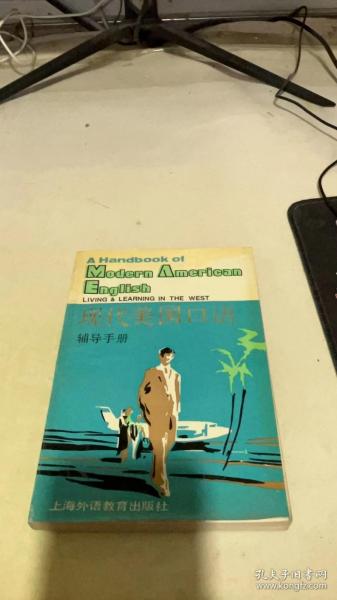 A Handbook of
Modern American
English
LIVING & LEARNING IN THE WEST
现代美国口语
辅导手册
上海外语教育出版社
孔夫子旧书网